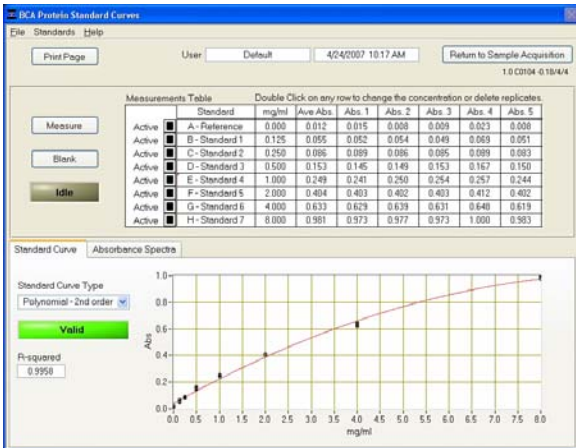 BCA Protein Standard Curves
File Standards Help
Print Page User Default 4/24/2007 10:17 AM Return to Sample Acquisition
1.0 C0104 -0.18/4/4
Measurements Table Double Click on any row to change the concentration or delete replicates.
Standard mg/ml Ave Abs. Abs. 1 Abs. 2 Abs. 3 Abs. 4 Abs. 5
Active A - Reference 0.000 0.012 0.015 0.008 0.009 0.023 0.008
Active B - Standard 1 0.125 0.055 0.052 0.054 0.049 0.069 0.051
Active C - Standard 2 0.250 0.086 0.089 0.086 0.085 0.089 0.083
Active D - Standard 3 0.500 0.153 0.145 0.149 0.153 0.167 0.150
Active E - Standard 4 1.000 0.249 0.241 0.250 0.254 0.257 0.244
Active F - Standard 5 2.000 0.404 0.403 0.402 0.403 0.412 0.402
Active G - Standard 6 4.000 0.633 0.629 0.639 0.631 0.648 0.619
Active H - Standard 7 8.000 0.981 0.973 0.977 0.973 1.000 0.983
Measure
Blank
Idle
Standard Curve Absorbance Spectra
Standard Curve Type
Polynomial - 2nd order
Valid
R-squared
0.9958
Abs
1.0
0.8
0.6
0.4
0.2
0.0
0.0 0.5 1.0 1.5 2.0 2.5 3.0 3.5 4.0 4.5 5.0 5.5 6.0 6.5 7.0 7.5 8.0
mg/ml